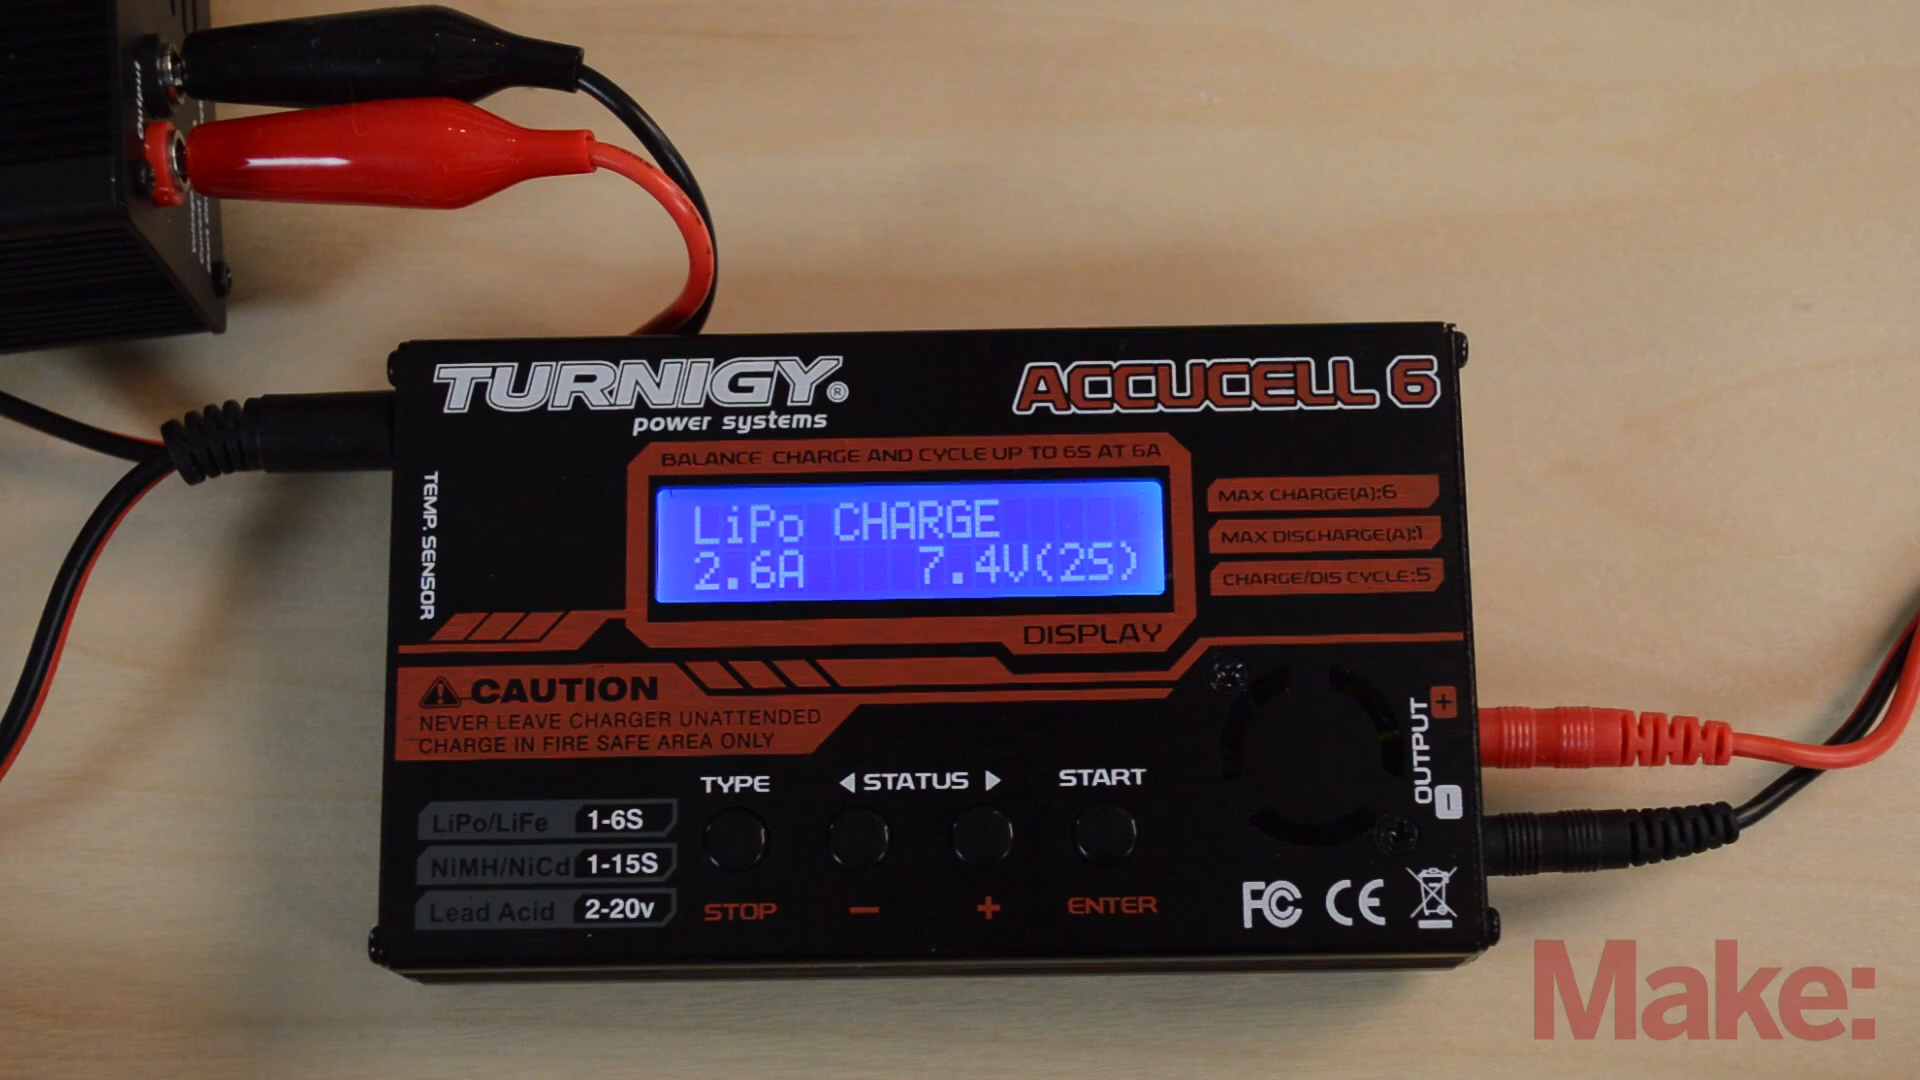 Output
TURNIGY®
power systems
ACCUCELL 6
BALANCE CHARGE AND CYCLE UP TO 6S AT 6A
LiPo CHARGE
2.6A 7.4V(2S)
DISPLAY
MAX CHARGE(A):6
MAX DISCHARGE(A):1
CHARGE/DIS CYCLE:5
TEMP. SENSOR
CAUTION
NEVER LEAVE CHARGER UNATTENDED
CHARGE IN FIRE SAFE AREA ONLY
OUTPUT
+
-
TYPE
◀ STATUS ▶
START
LiPo/LiFe 1-6S
NiMH/NiCd 1-15S
Lead Acid 2-20v
STOP
-
+
ENTER
FC CE
Make: